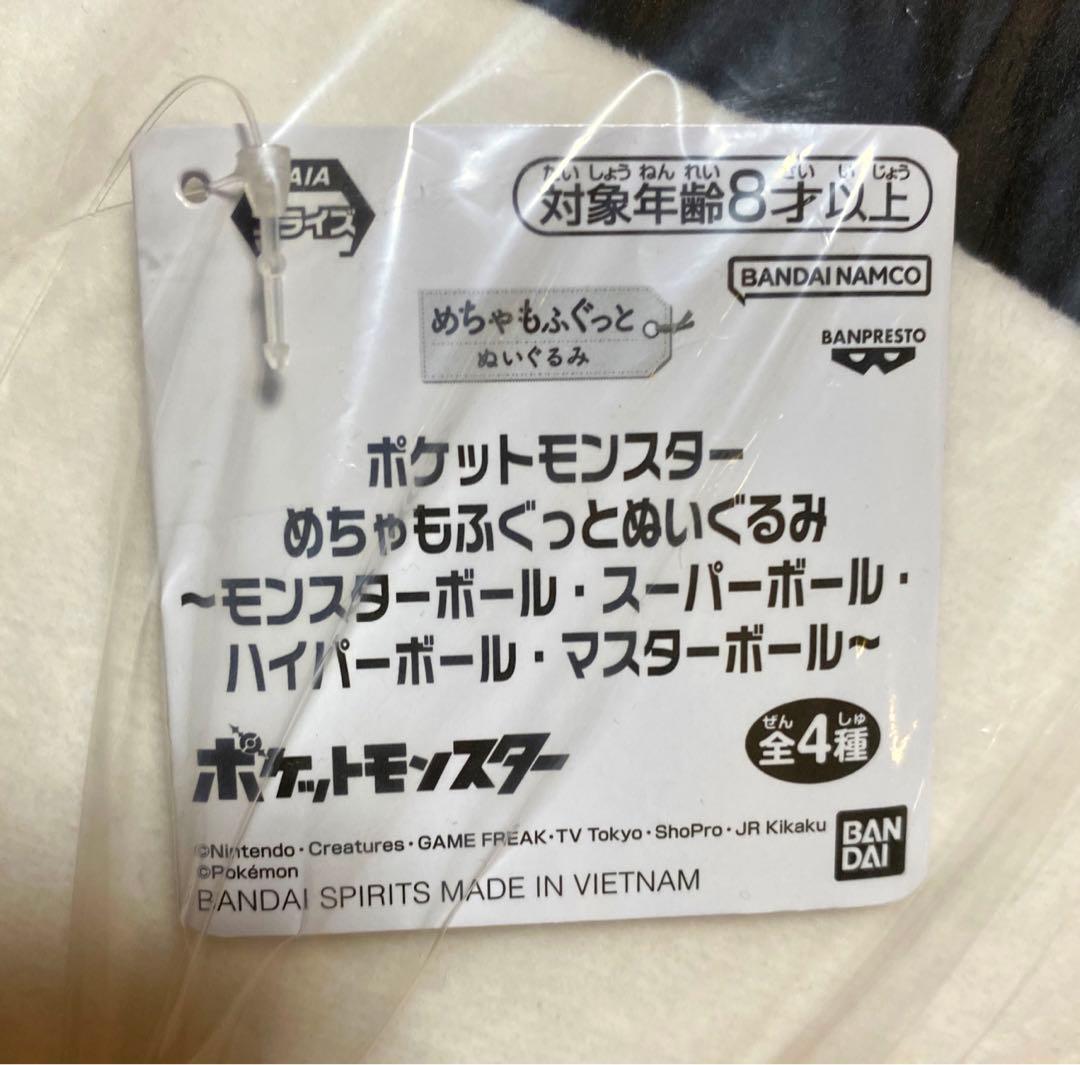 AIA
ライズ
たいしょうねんれい さいいじょう
対象年齢8才以上
BANDAI NAMCO
BANPRESTO
めちゃもふぐっと
ぬいぐるみ
ポケットモンスター
めちゃもふぐっとぬいぐるみ
～モンスターボール・スーパーボール・
ハイパーボール・マスターボール～
ぜん しゅ
全4種
ポケットモンスター
©Nintendo・Creatures・GAME FREAK・TV Tokyo・ShoPro・JR Kikaku
©Pokémon
BANDAI SPIRITS MADE IN VIETNAM
BAN
DAI